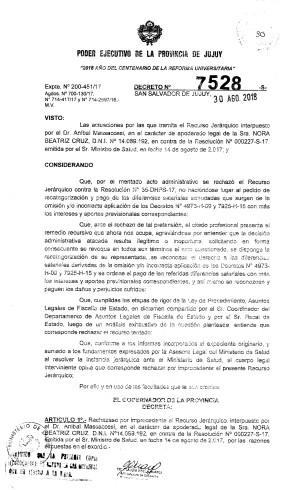 PODER EJECUTIVO DE LA PROVINCIA DE JUJUY
"2018 AÑO DEL CENTENARIO DE LA REFORMA UNIVERSITARIA"
Expte. Nº 200-451/17
Agdos. Nº 700-130/17,
Nº 714-417/17 y Nº 714-2597/16.-
M.V.
DECRETO Nº 7528 -S-
SAN SALVADOR DE JUJUY, 30 AGO. 2018
VISTO:
Las actuaciones por las que tramita el Recurso Jerárquico interpuesto
por el Dr. Aníbal Massaccesi, en el carácter de apoderado legal de la Sra. NORA
BEATRIZ CRUZ, D.N.I. Nº 14.089.192, en contra de la Resolución Nº 000227-S-17,
emitida por el Sr. Ministro de Salud, en fecha 14 de agosto de 2.017; y
CONSIDERANDO
Que, por el mentado acto administrativo se rechazó el Recurso
Jerárquico contra la Resolución Nº 35-DHPS-17, no haciéndose lugar al pedido de
recategorización y pago de las diferencias salariales adeudadas que surgen de la
omisión y/o incorrecta aplicación de los Decretos Nº 4973-H-02 y 7925-H-15 con más
los intereses y aportes previsionales correspondientes;
Que, ante el rechazo de tal pretensión, el citado profesional presenta el
remedio recursivo que ahora nos ocupa, agraviándose por entender que la decisión
administrativa atacada resulta ilegítima o inoportuna solicitando en forma
consecuente se revoque en todos sus términos el acto cuestionado, se disponga la
recategorización de su representada, se reconozcan el derecho a las diferencias
salariales derivadas de la omisión y/o incorrecta aplicación de los Decretos Nº 4973-
H-02 y 7925-H-15 y se ordene el pago de las referidas diferencias salariales con más
los intereses y aportes previsionales correspondientes, y así mismo se reconozcan y
paguen los daños y perjuicios sufridos;
Que, cumplidas las etapas de rigor de la Ley de Procedimiento, Asuntos
Legales de Fiscalía de Estado, en dictamen compartido por el Sr. Coordinador del
Departamento de Asuntos Legales de Fiscalía de Estado y por el Sr. Fiscal de
Estado, luego de un análisis exhaustivo de la cuestión planteada entiende que
corresponde rechazar el recurso tentado;
Que, conforme a los informes incorporados el expediente originario, y
sumado a los fundamentos expresados por la Asesoría Legal del Ministerio de Salud
al resolver la instancia jerárquica ante el Ministerio de Salud, el cuerpo legal
interviniente opina que corresponde rechazar por improcedente el presente Recurso
Jerárquico;
Por ello y en uso de las facultades que le son propias,
EL GOBERNADOR DE LA PROVINCIA
DECRETA:
ARTICULO 1º.- Rechazase por improcedente el Recurso Jerárquico interpuesto por
el Dr. Aníbal Massaccesi, en el carácter de apoderado legal de la Sra. NORA
BEATRIZ CRUZ, D.N.I. Nº14.089.192, en contra de la Resolución Nº 000227-S-17,
emitida por el Sr. Ministro de Salud, en fecha 14 de agosto de 2.017, por las razones
expuestas en el exordio.-